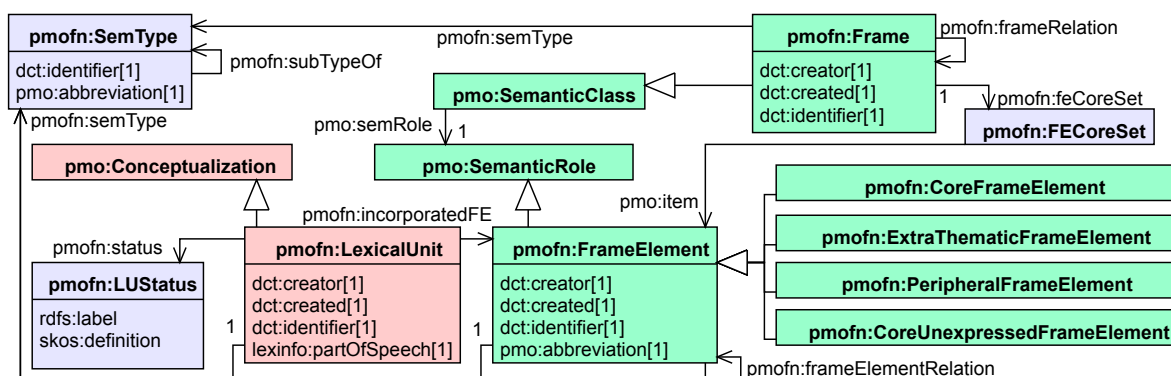 pmofn:SemType
dct:identifier[1]
pmo:abbreviation[1]
pmofn:subTypeOf
pmofn:semType
pmofn:Frame
dct:creator[1]
dct:created[1]
dct:identifier[1]
pmofn:frameRelation
pmo:SemanticClass
1
pmofn:feCoreSet
pmofn:FECoreSet
pmofn:semType
pmo:semRole
1
pmo:Conceptualization
pmo:SemanticRole
pmo:item
pmofn:CoreFrameElement
pmofn:ExtraThematicFrameElement
pmofn:PeripheralFrameElement
pmofn:CoreUnexpressedFrameElement
pmofn:incorporatedFE
pmofn:status
pmofn:LUStatus
rdfs:label
skos:definition
pmofn:LexicalUnit
dct:creator[1]
dct:created[1]
dct:identifier[1]
lexinfo:partOfSpeech[1]
1
pmofn:FrameElement
dct:creator[1]
dct:created[1]
dct:identifier[1]
pmo:abbreviation[1]
1
pmofn:frameElementRelation